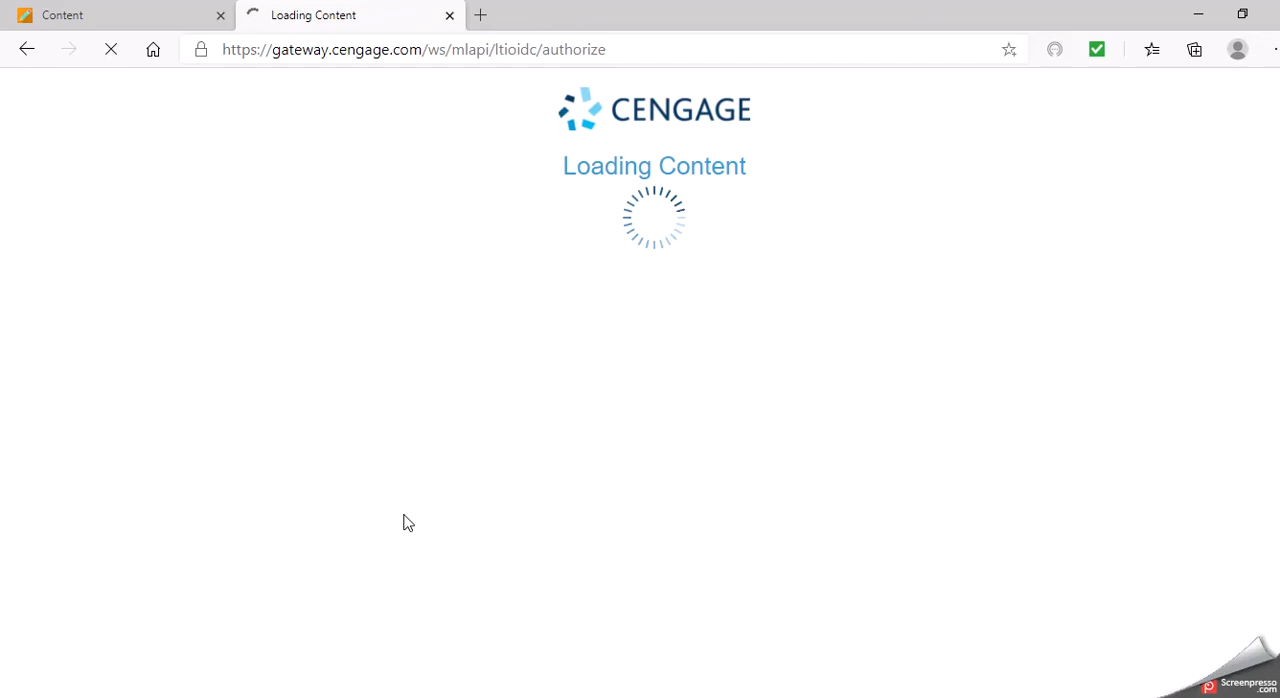 Content
Loading Content
https://gateway.cengage.com/ws/mlapi/ltioidc/authorize
CENGAGE
Loading Content
Screenpresso
.com